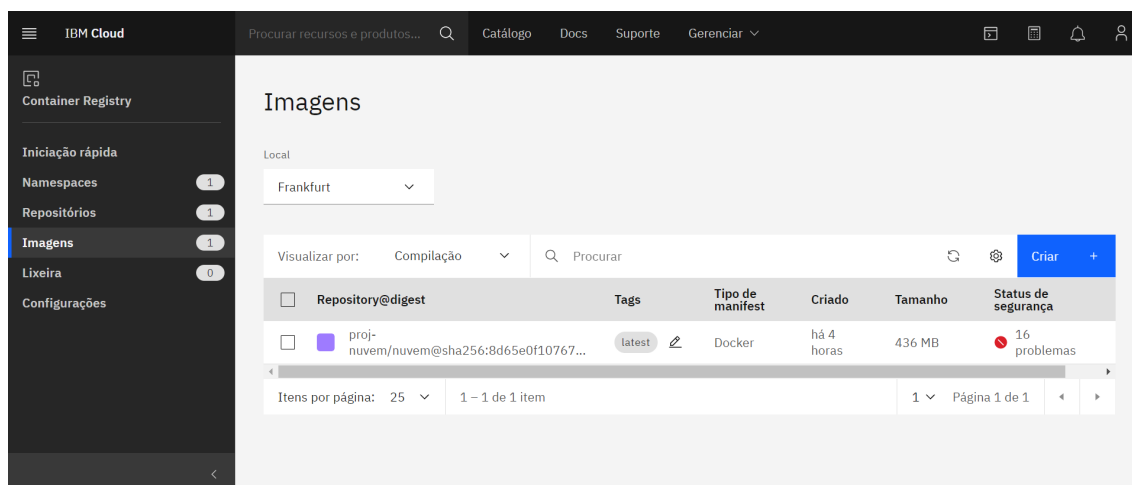 IBM Cloud
Procurar recursos e produtos...
Catálogo
Docs
Suporte
Gerenciar
Container Registry
Iniciação rápida
Namespaces 1
Repositórios 1
Imagens 1
Lixeira 0
Configurações
Imagens
Local
Frankfurt
Visualizar por: Compilação
Procurar
Criar +
Repository@digest
Tags
Tipo de
manifest
Criado
Tamanho
Status de
segurança
proj-
nuvem/nuvem@sha256:8d65e0f10767...
latest
Docker
há 4
horas
436 MB
16
problemas
Itens por página: 25
1 – 1 de 1 item
1
Página 1 de 1